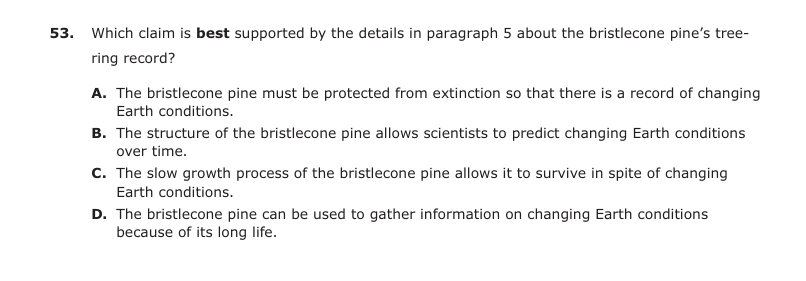 53. Which claim is best supported by the details in paragraph 5 about the bristlecone pine’s tree-
ring record?
A. The bristlecone pine must be protected from extinction so that there is a record of changing
Earth conditions.
B. The structure of the bristlecone pine allows scientists to predict changing Earth conditions
over time.
C. The slow growth process of the bristlecone pine allows it to survive in spite of changing
Earth conditions.
D. The bristlecone pine can be used to gather information on changing Earth conditions
because of its long life.